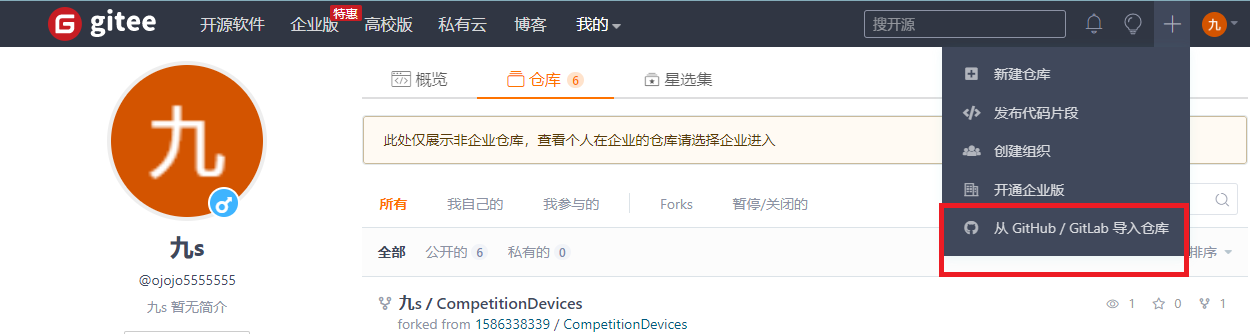 gitee 开源软件 企业版 特惠 高校版 私有云 博客 我的 搜开源 九
概览 仓库 6 星选集
新建仓库
发布代码片段
创建组织
开通企业版
从 GitHub / GitLab 导入仓库
此处仅展示非企业仓库，查看个人在企业的仓库请选择企业进入
九
九s
@ojojo5555555
九s 暂无简介
所有 我自己的 我参与的 Forks 暂停/关闭的
全部 公开的 6 私有的 0 排序
九s / CompetitionDevices 1 0 1
forked from 1586338339 / CompetitionDevices